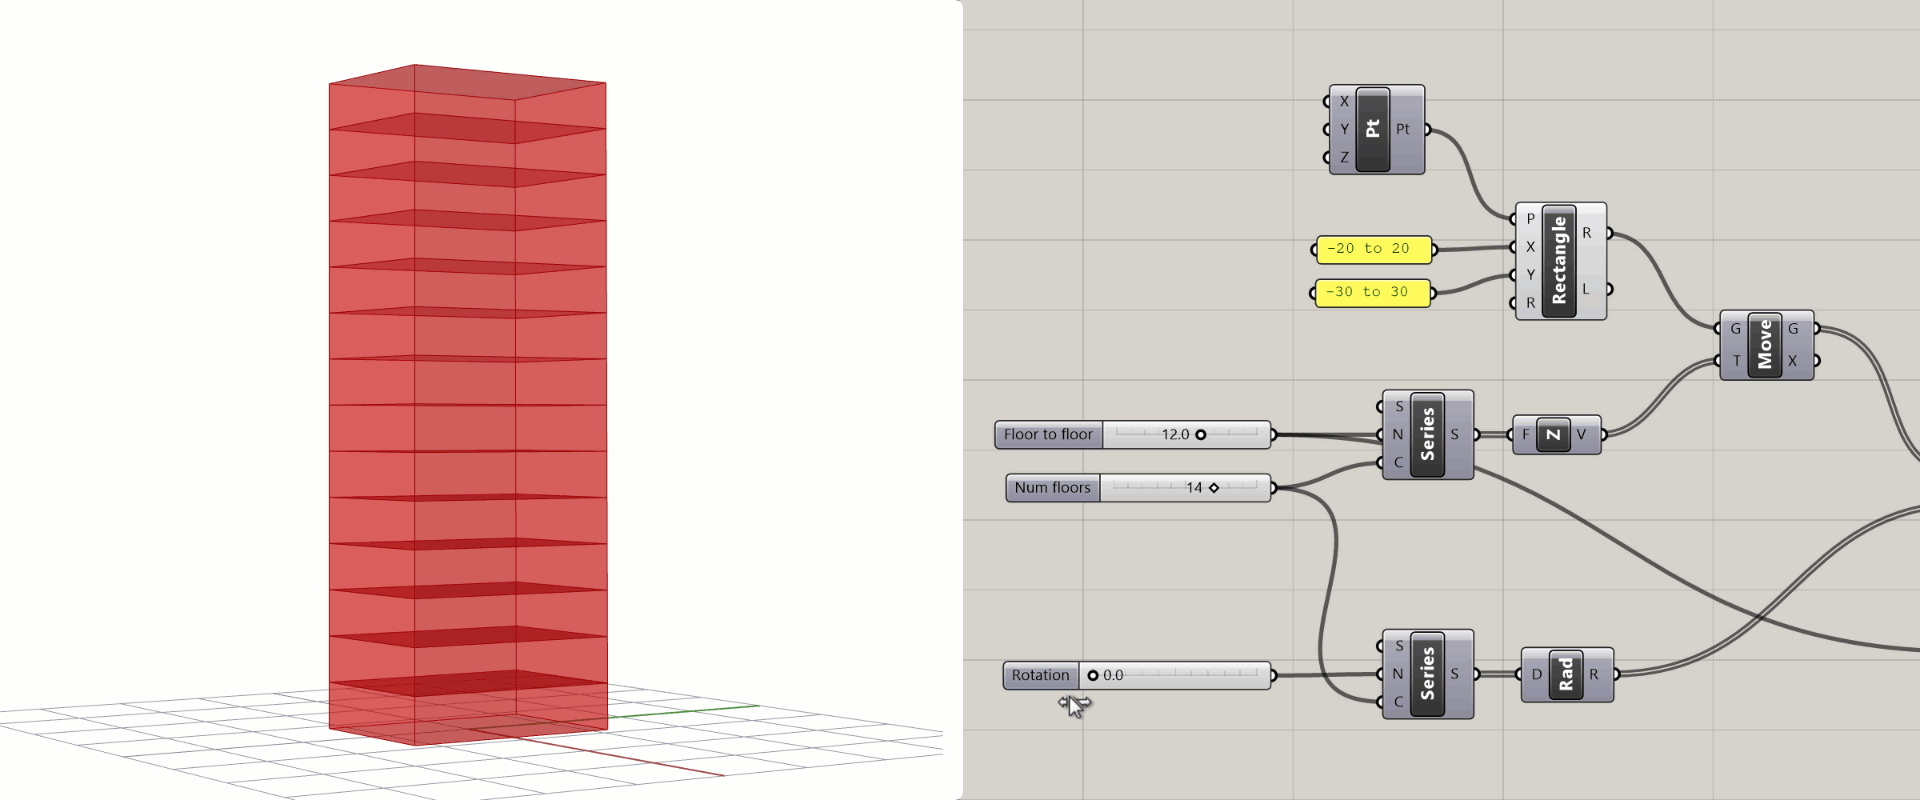 X
Y Pt Pt
Z
P
-20 to 20 X Rectangle R
-30 to 30 Y L
R
G Move G
T X
S
Floor to floor 12.0 N Series S F Z V
C
Num floors 14
S
Rotation 0.0 N Series S D Rad R
C